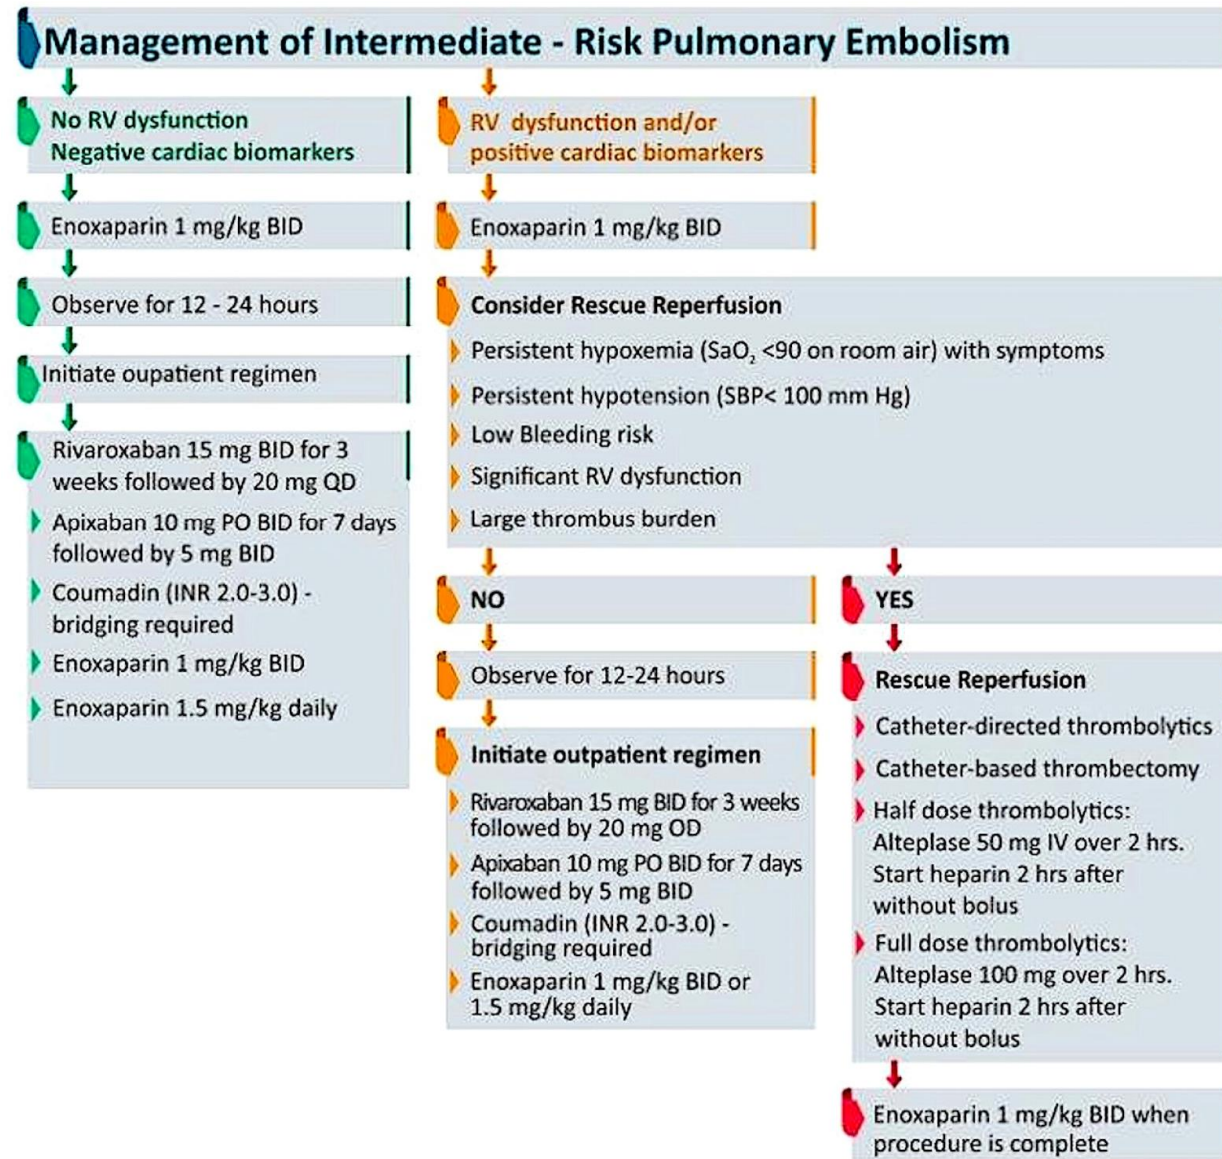 Management of Intermediate - Risk Pulmonary Embolism
No RV dysfunction
Negative cardiac biomarkers
Enoxaparin 1 mg/kg BID
Observe for 12 - 24 hours
Initiate oupatient regimen
Rivaroxaban 15 mg BID for 3
weeks followed by 20 mg QD
Apixaban 10 mg PO BID for 7 days
followed by 5 mg BID
Coumadin (INR 2.0-3.0) -
bridging required
Enoxaparin 1 mg/kg BID
Enoxaparin 1.5 mg/kg daily
RV dysfunction and/or
positive cardiac biomarkers
Enoxaparin 1 mg/kg BID
Consider Rescue Reperfusion
Persistent hypoxemia (SaO₂ <90 on room air) with symptoms
Persistent hypotension (SBP< 100 mm Hg)
Low Bleeding risk
Significant RV dysfunction
Large thrombus burden
NO
Observe for 12-24 hours
Initiate outpatient regimen
Rivaroxaban 15 mg BID for 3 weeks
followed by 20 mg OD
Apixaban 10 mg PO BID for 7 days
followed by 5 mg BID
Coumadin (INR 2.0-3.0) -
bridging required
Enoxaparin 1 mg/kg BID or
1.5 mg/kg daily
YES
Rescue Reperfusion
Catheter-directed thrombolytics
Catheter-based thrombectomy
Half dose thrombolytics:
Alteplase 50 mg IV over 2 hrs.
Start heparin 2 hrs after
without bolus
Full dose thrombolytics:
Alteplase 100 mg over 2 hrs.
Start heparin 2 hrs after
without bolus
Enoxaparin 1 mg/kg BID when
procedure is complete